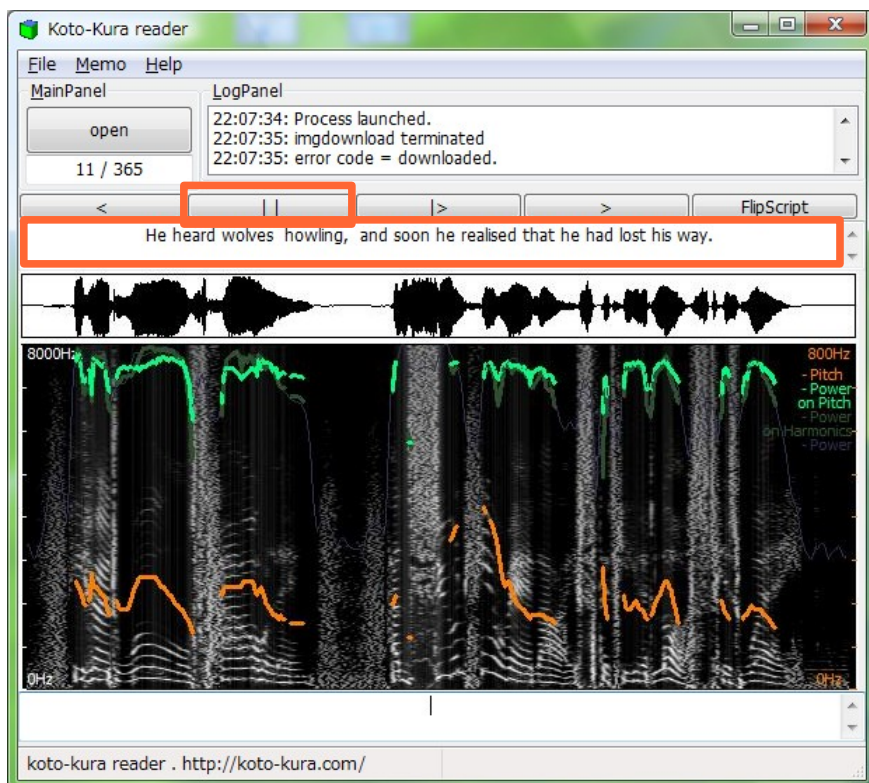 Koto-Kura reader
File Memo Help
MainPanel
LogPanel
open
11 / 365
22:07:34: Process launched.
22:07:35: imgdownload terminated
22:07:35: error code = downloaded.
< | | |> > FlipScript
He heard wolves howling, and soon he realised that he had lost his way.
8000Hz
800Hz
- Pitch
- Power
on Pitch
- Power
on Harmonics
- Power
0Hz
0Hz
koto-kura reader . http://koto-kura.com/